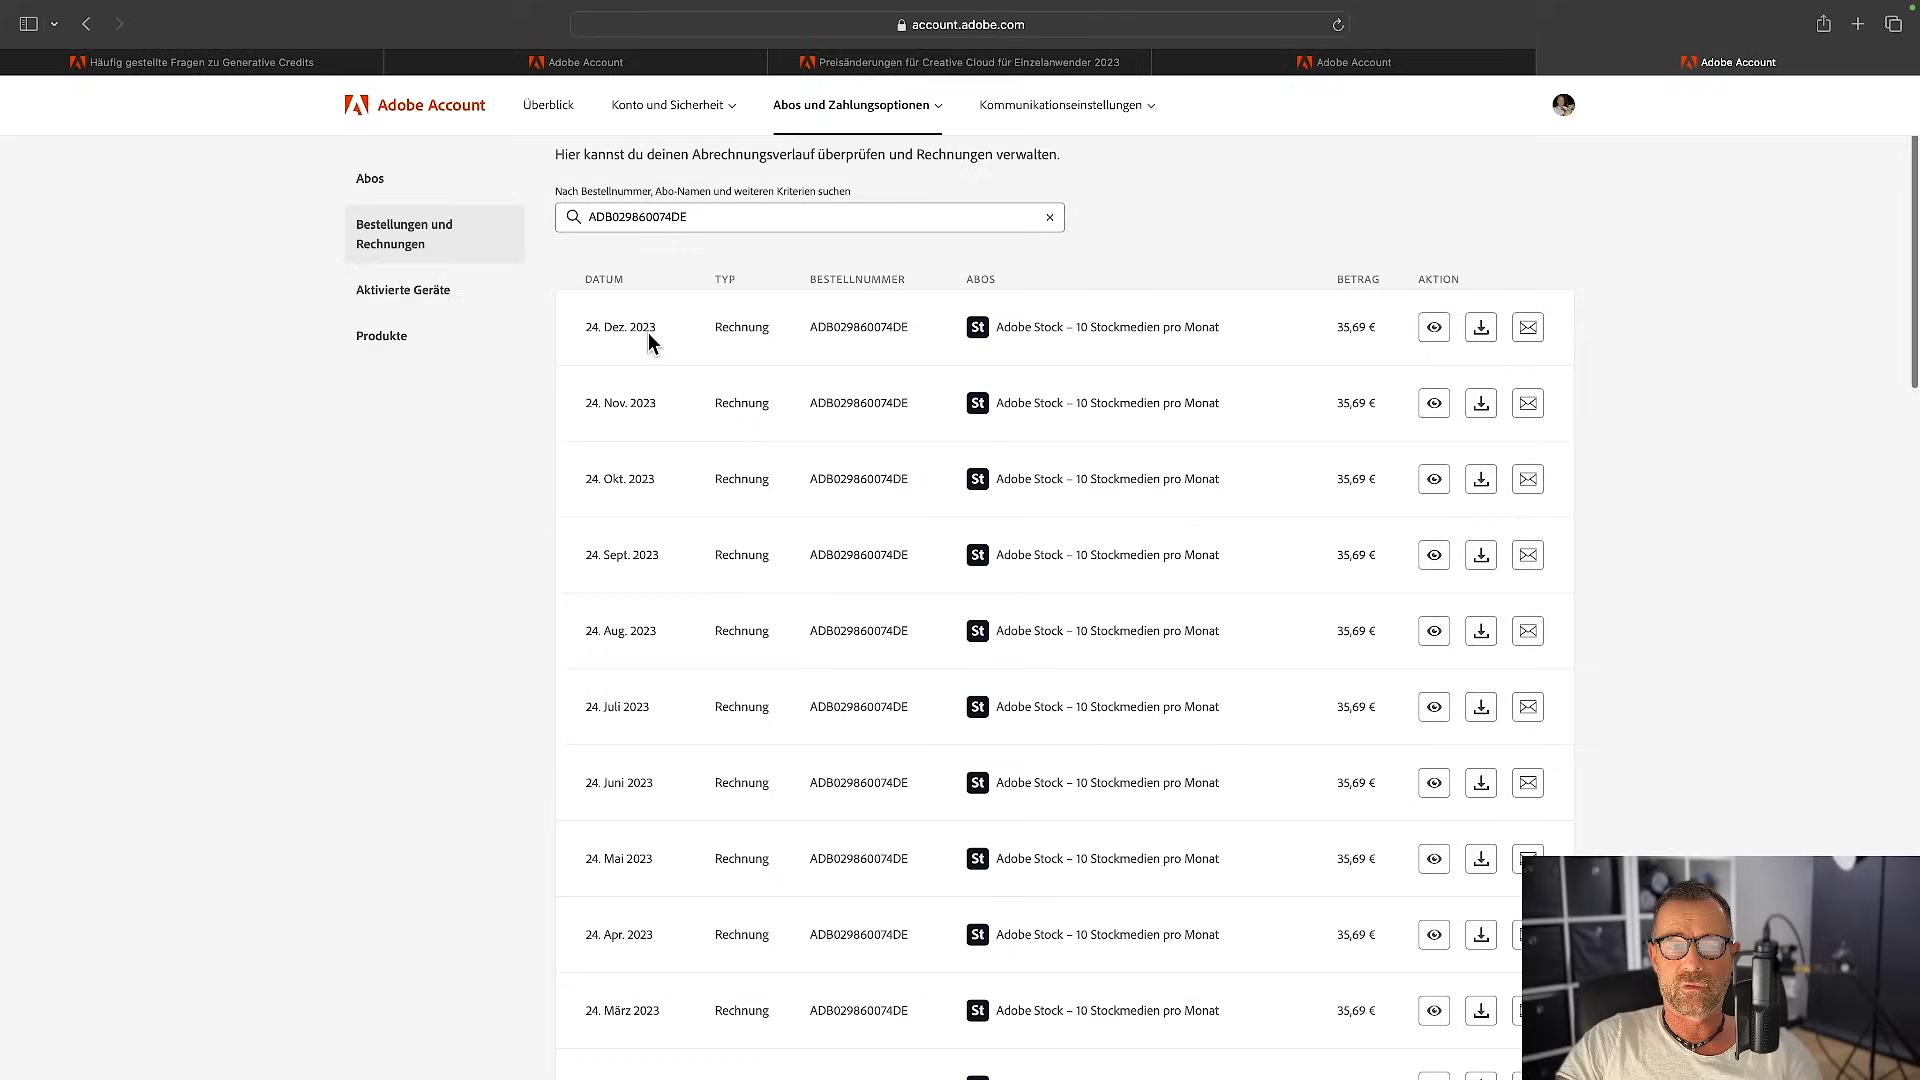 account.adobe.com
Häufig gestellte Fragen zu Generative Credits
Adobe Account
Preisänderungen für Creative Cloud für Einzelanwender 2023
Adobe Account
Adobe Account
Adobe Account
Überblick
Konto und Sicherheit
Abos und Zahlungsoptionen
Kommunikationseinstellungen
Abos
Bestellungen und
Rechnungen
Aktivierte Geräte
Produkte
Hier kannst du deinen Abrechnungsverlauf überprüfen und Rechnungen verwalten.
Nach Bestellnummer, Abo-Namen und weiteren Kriterien suchen
ADB029860074DE
DATUM TYP BESTELLNUMMER ABOS BETRAG AKTION
24. Dez. 2023 Rechnung ADB029860074DE St Adobe Stock – 10 Stockmedien pro Monat 35,69 €
24. Nov. 2023 Rechnung ADB029860074DE St Adobe Stock – 10 Stockmedien pro Monat 35,69 €
24. Okt. 2023 Rechnung ADB029860074DE St Adobe Stock – 10 Stockmedien pro Monat 35,69 €
24. Sept. 2023 Rechnung ADB029860074DE St Adobe Stock – 10 Stockmedien pro Monat 35,69 €
24. Aug. 2023 Rechnung ADB029860074DE St Adobe Stock – 10 Stockmedien pro Monat 35,69 €
24. Juli 2023 Rechnung ADB029860074DE St Adobe Stock – 10 Stockmedien pro Monat 35,69 €
24. Juni 2023 Rechnung ADB029860074DE St Adobe Stock – 10 Stockmedien pro Monat 35,69 €
24. Mai 2023 Rechnung ADB029860074DE St Adobe Stock – 10 Stockmedien pro Monat 35,69 €
24. Apr. 2023 Rechnung ADB029860074DE St Adobe Stock – 10 Stockmedien pro Monat 35,69 €
24. März 2023 Rechnung ADB029860074DE St Adobe Stock – 10 Stockmedien pro Monat 35,69 €